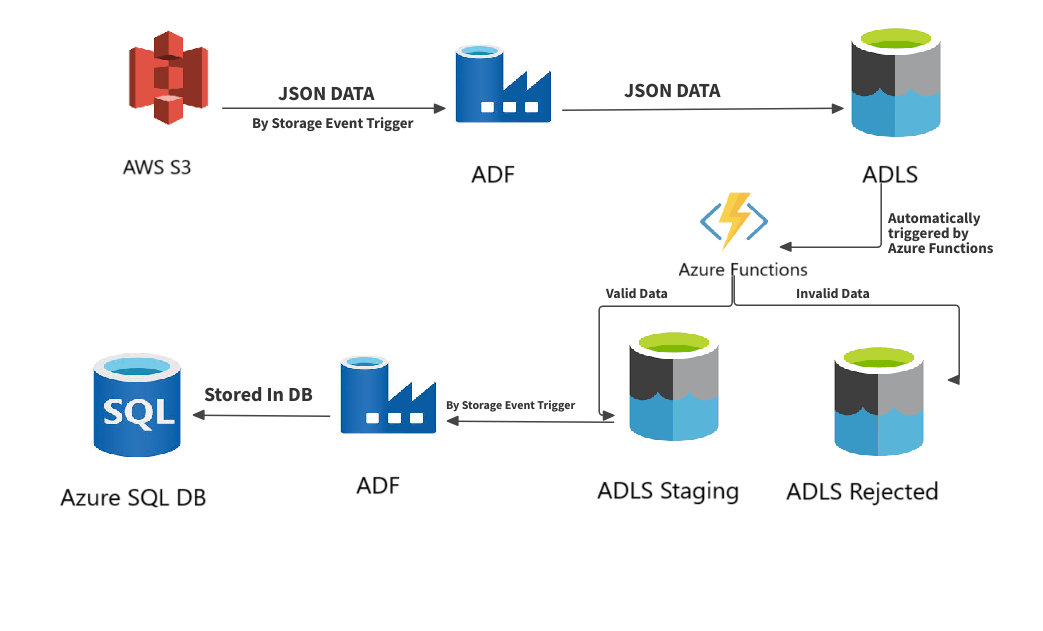 JSON DATA
By Storage Event Trigger
JSON DATA
AWS S3
ADF
ADLS
Automatically
triggered by
Azure Functions
Azure Functions
Valid Data
Invalid Data
SQL
Stored In DB
By Storage Event Trigger
Azure SQL DB
ADF
ADLS Staging
ADLS Rejected